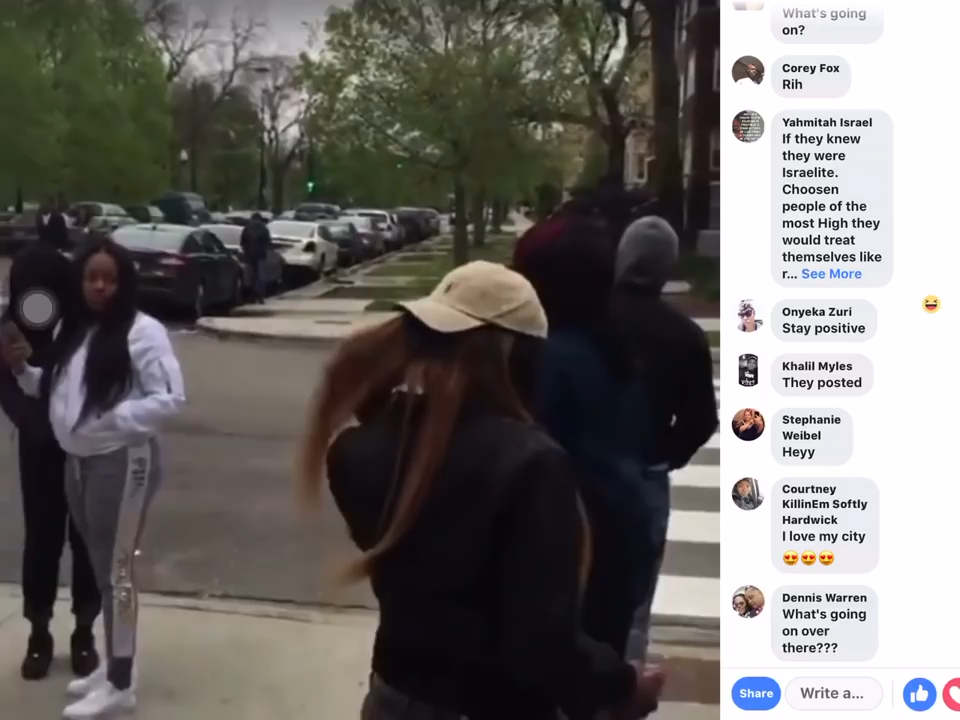 What's going
on?
Corey Fox
Rih
Yahmitah Israel
If they knew
they were
Israelite.
Choosen
people of the
most High they
would treat
themselves like
r... See More
Onyeka Zuri
Stay positive
Khalil Myles
They posted
Stephanie
Weibel
Heyy
Courtney
KillinEm Softly
Hardwick
I love my city
😍😍😍
Dennis Warren
What's going
on over
there???
Share
Write a...